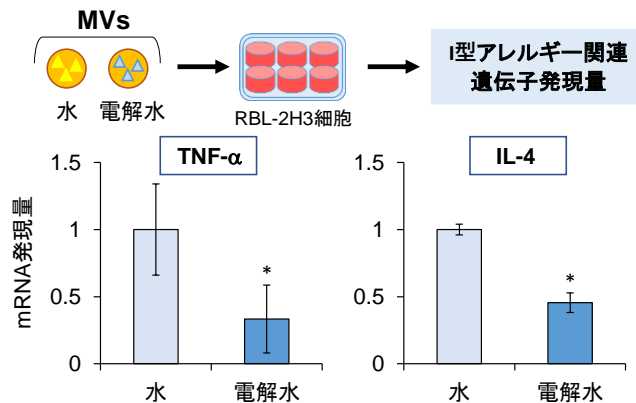 MVs
水
電解水
RBL-2H3細胞
I型アレルギー関連
遺伝子発現量
TNF-α
IL-4
mRNA発現量
1.5
1
0.5
0
*
水
電解水
1.5
1
0.5
0
*
水
電解水